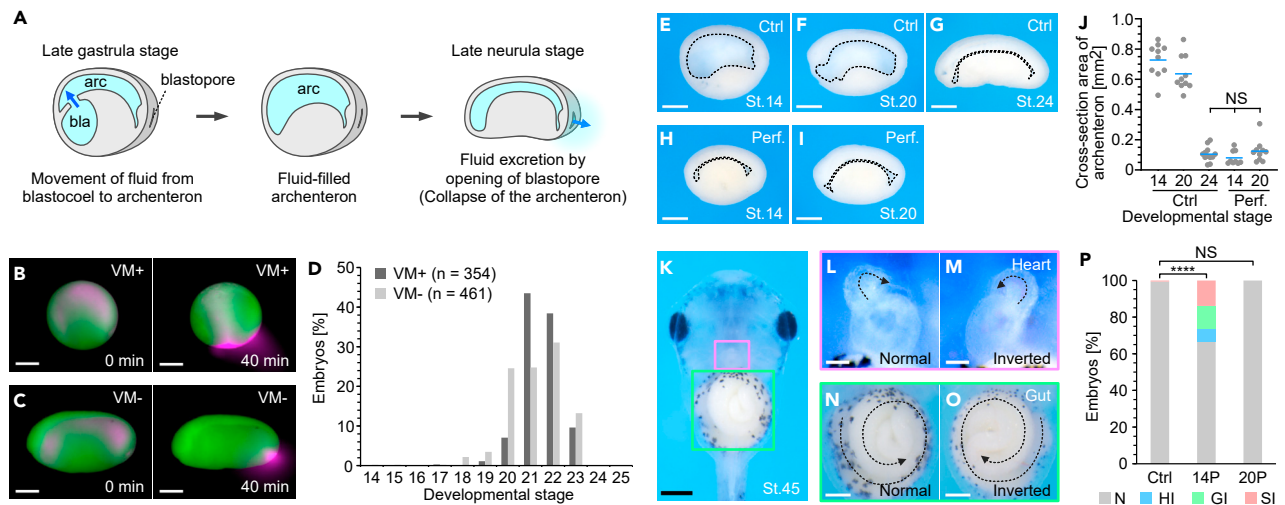 A
Late gastrula stage
arc
blastopore
bla
Movement of fluid from
blastocoel to archenteron
arc
Fluid-filled
archenteron
Late neurula stage
Fluid excretion by
opening of blastopore
(Collapse of the archenteron)
B
VM+
0 min
VM+
40 min
C
VM-
0 min
VM-
40 min
D
VM+ (n = 354)
VM- (n = 461)
Embryos [%]
50
40
30
20
10
0
14 15 16 17 18 19 20 21 22 23 24 25
Developmental stage
E
Ctrl
St.14
F
Ctrl
St.20
G
Ctrl
St.24
H
Perf.
St.14
I
Perf.
St.20
J
Cross-section area of
archenteron [mm2]
1.0
0.8
0.6
0.4
0.2
0
NS
14 20 24 14 20
Ctrl Perf.
Developmental stage
K
St.45
L
Normal
M
Heart
Inverted
N
Normal
O
Gut
Inverted
P
NS
****
Embryos [%]
100
80
60
40
20
0
Ctrl 14P 20P
N HI GI SI